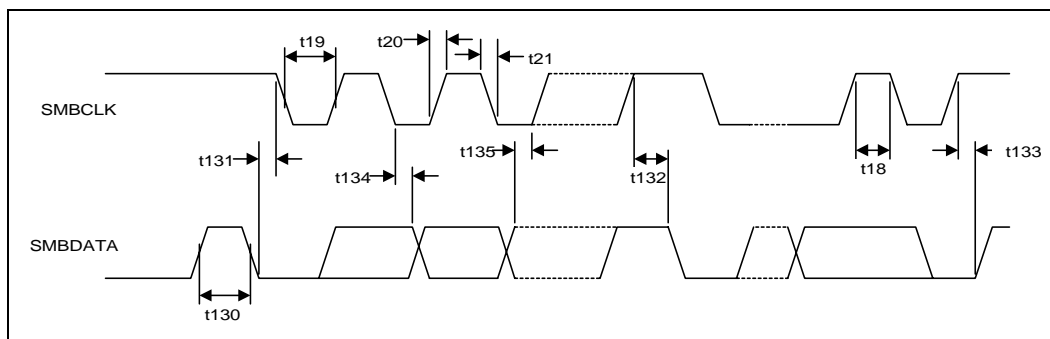 t19
t20
t21
SMBCLK
t131
t134
t135
t132
t18
t133
SMBDATA
t130